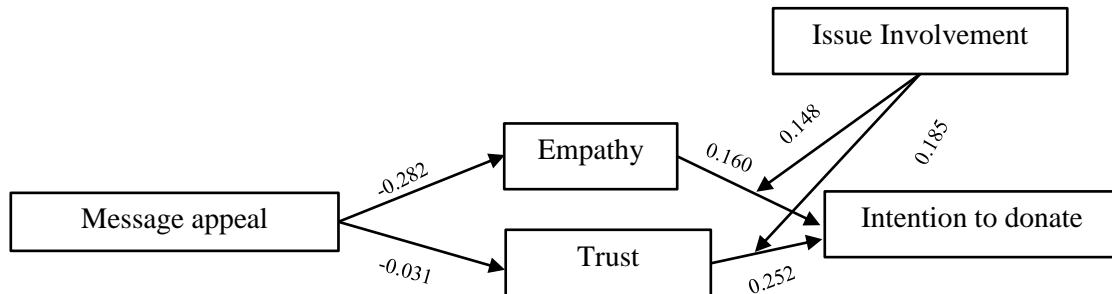 Issue Involvement
0.148
0.185
Empathy
0.160
-0.282
Message appeal
Intention to donate
Trust
-0.031
0.252